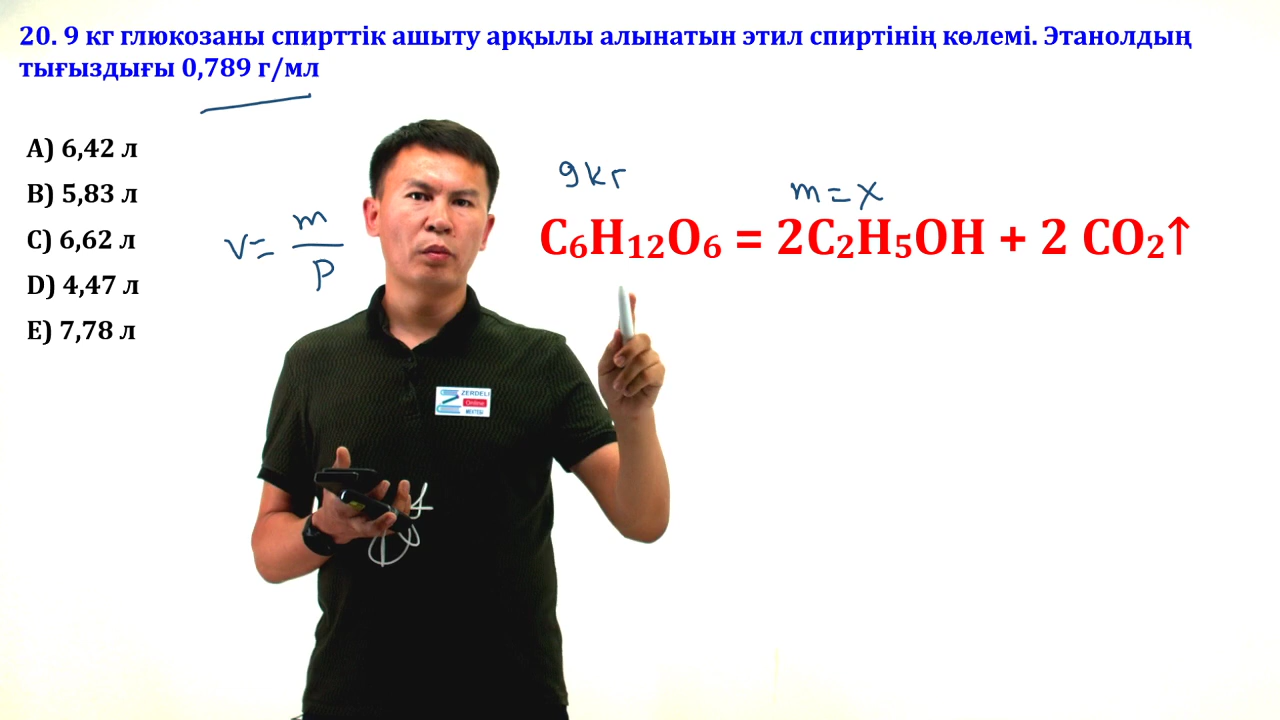 20. 9 кг глюкозаны спирттік ашыту арқылы алынатын этил спиртінің көлемі. Этанолдың
тығыздығы 0,789 г/мл
A) 6,42 л
B) 5,83 л
C) 6,62 л
D) 4,47 л
E) 7,78 л
v= m/p
9кг
m=x
C₆H₁₂O₆ = 2C₂H₅OH + 2 CO₂↑
ZERDELI
Online
МЕКТЕБІ